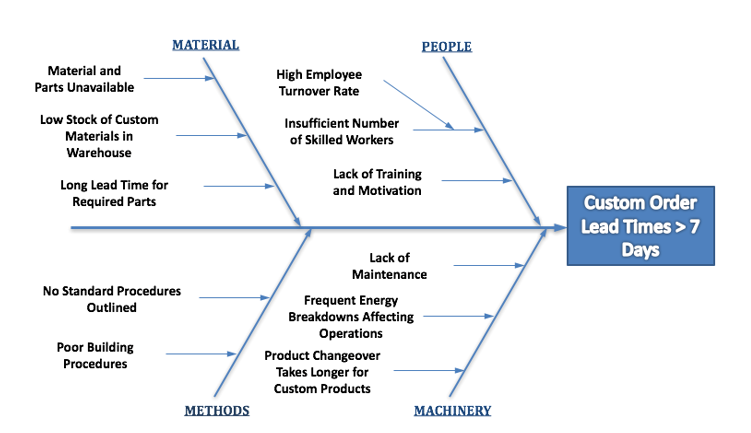 MATERIAL
PEOPLE
Material and
Parts Unavailable
Low Stock of Custom
Materials in
Warehouse
Long Lead Time for
Required Parts
High Employee
Turnover Rate
Insufficient Number
of Skilled Workers
Lack of Training
and Motivation
Custom Order
Lead Times > 7
Days
No Standard Procedures
Outlined
Poor Building
Procedures
Lack of
Maintenance
Frequent Energy
Breakdowns Affecting
Operations
Product Changeover
Takes Longer for
Custom Products
METHODS
MACHINERY